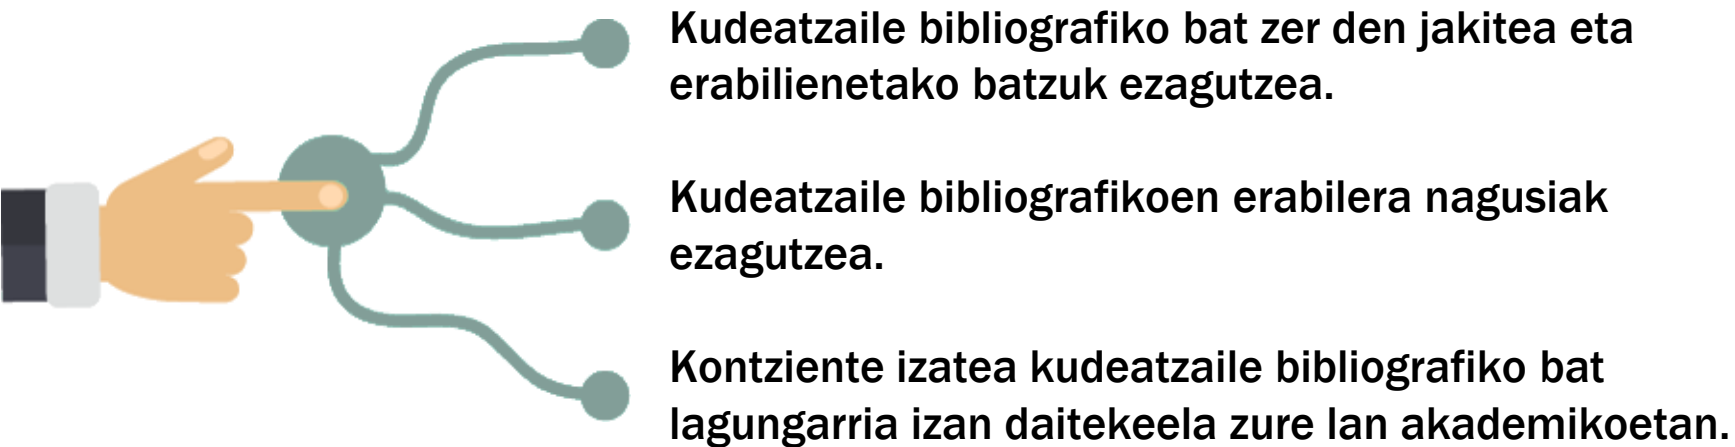 Kudeatzaile bibliografiko bat zer den jakitea eta
erabilienetako batzuk ezagutzea.
Kudeatzaile bibliografikoen erabilera nagusiak
ezagutzea.
Kontziente izatea kudeatzaile bibliografiko bat
lagungarria izan daitekeela zure lan akademikoetan.